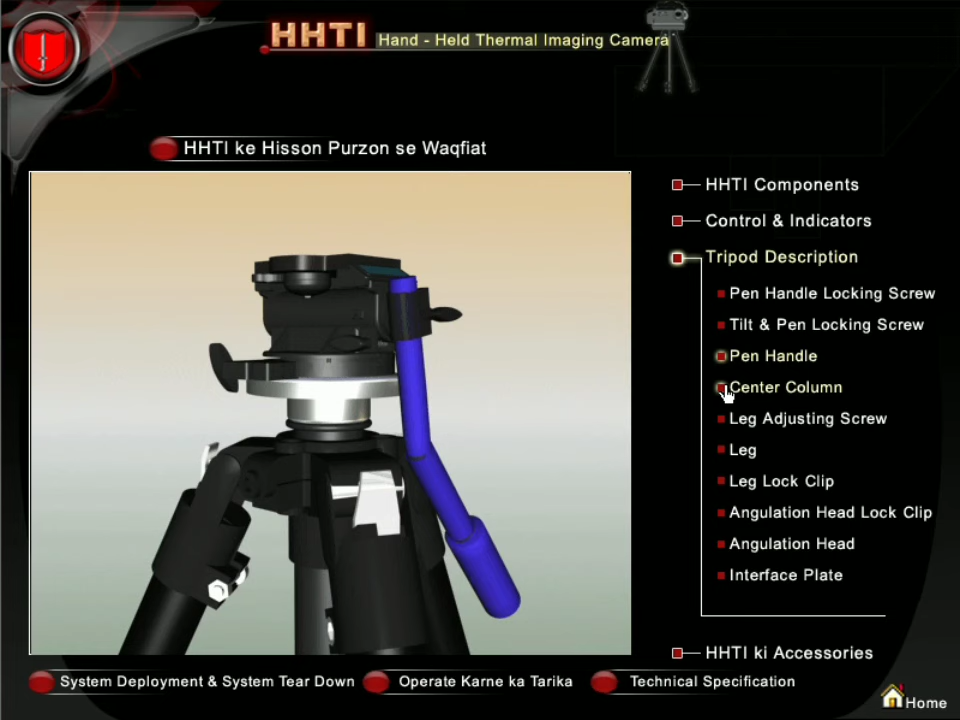 HHTI Hand - Held Thermal Imaging Camera
HHTI ke Hisson Purzon se Waqfiat
HHTI Components
Control & Indicators
Tripod Description
Pen Handle Locking Screw
Tilt & Pen Locking Screw
Pen Handle
Center Column
Leg Adjusting Screw
Leg
Leg Lock Clip
Angulation Head Lock Clip
Angulation Head
Interface Plate
HHTI ki Accessories
System Deployment & System Tear Down
Operate Karne ka Tarika
Technical Specification
Home